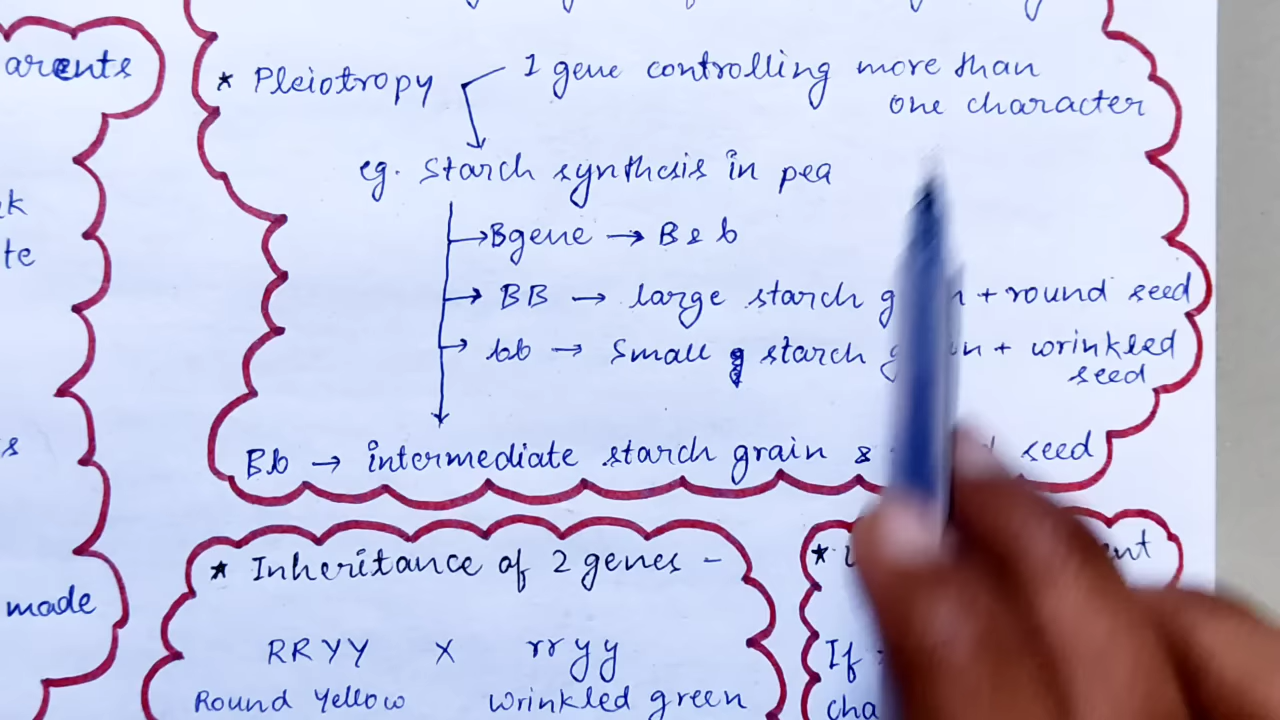 arents
★ Pleiotropy 1 gene controlling more than
one character
eg. Starch synthesis in pea
B gene → B & b
te
BB → large starch + round seed
bb → Small starch + wrinkled
seed
Bb → intermediate starch grain & seed
★ Inheritance of 2 genes –
made
RRYY X rryy
If
Round Yellow wrinkled green
cha